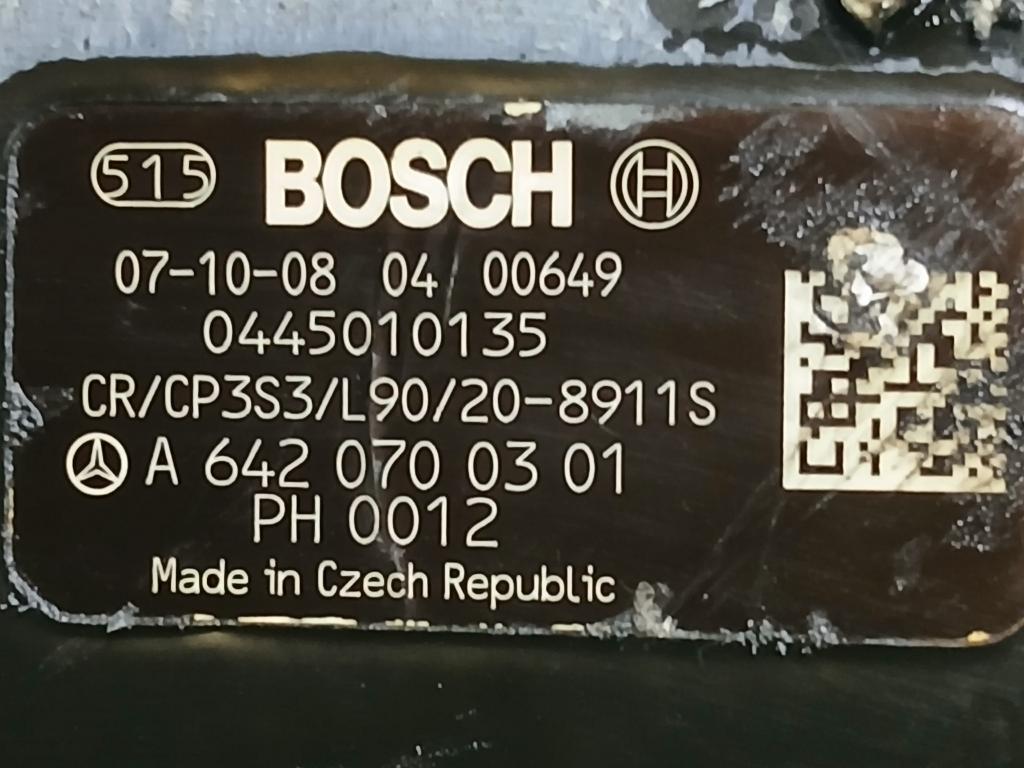 515 BOSCH
07-10-08 04 00649
0445010135
CR/CP3S3/L90/20-8911S
A 642 070 03 01
PH 0012
Made in Czech Republic